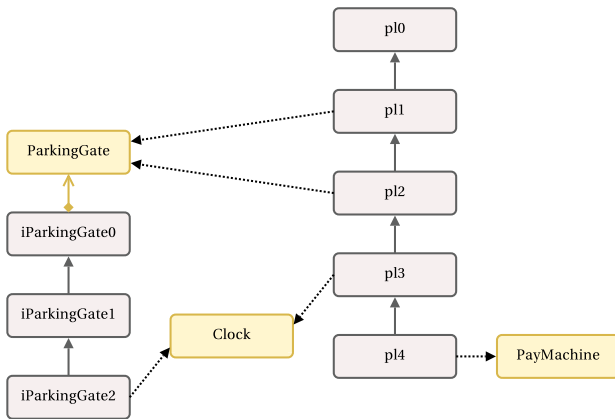 pl0
pl1
ParkingGate
pl2
iParkingGate0
pl3
iParkingGate1
Clock
pl4
PayMachine
iParkingGate2